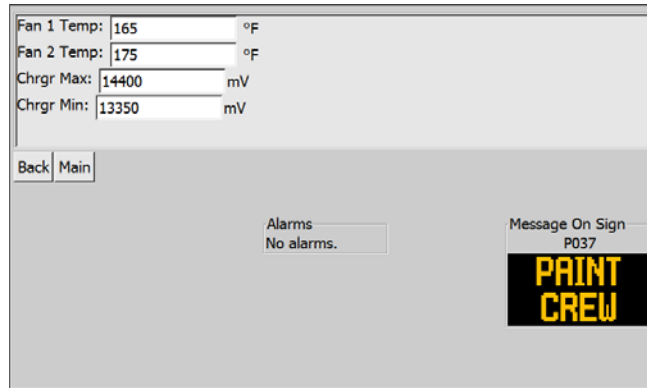 Fan 1 Temp: 165 °F
Fan 2 Temp: 175 °F
Chrgr Max: 14400 mV
Chrgr Min: 13350 mV
Back Main
Alarms
No alarms.
Message On Sign
P037
PAINT
CREW